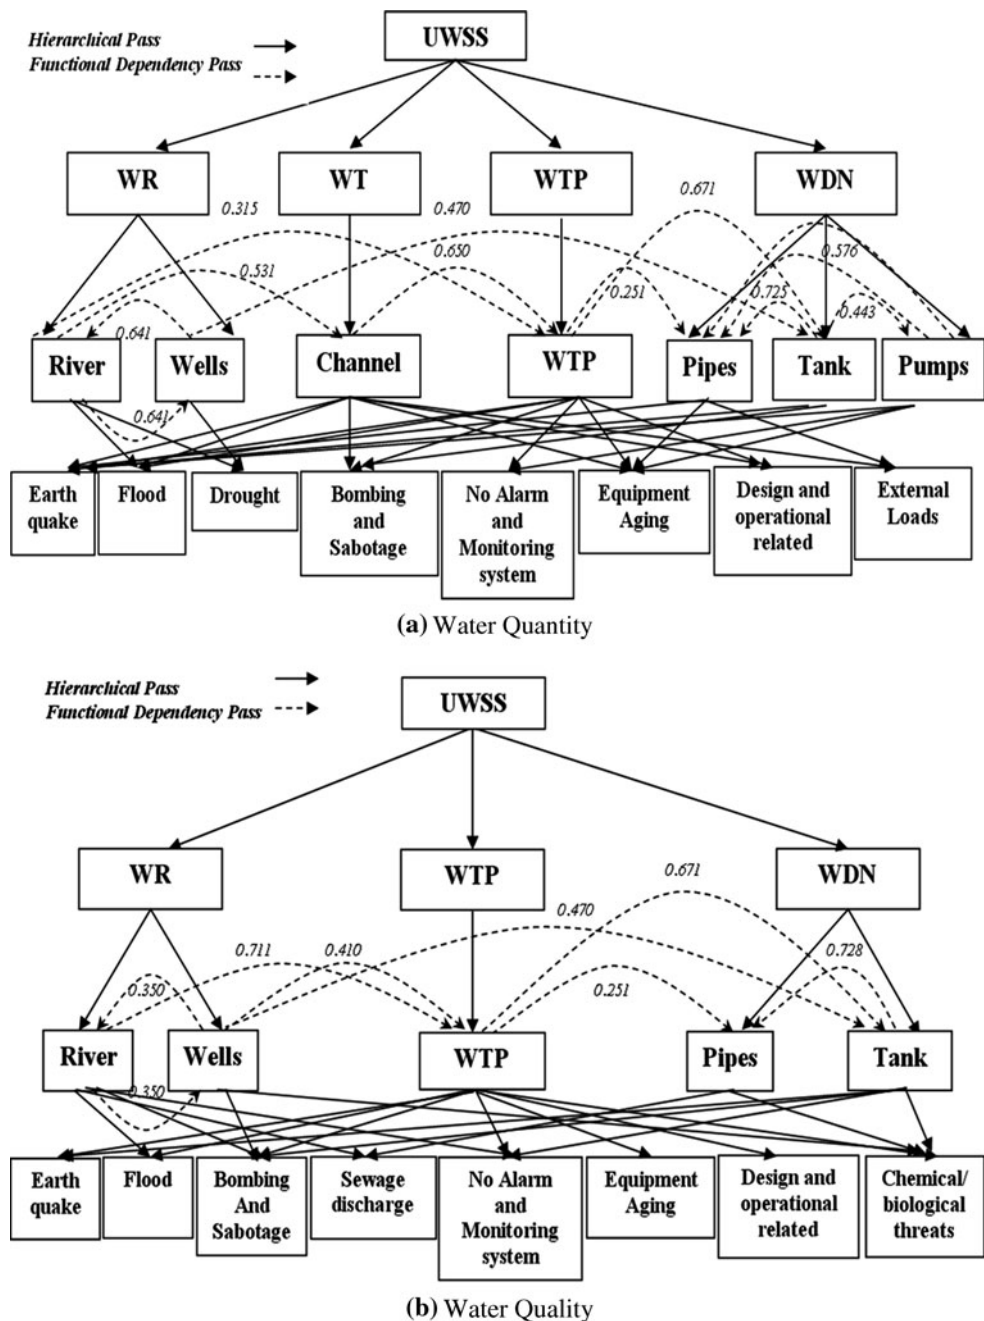 Hierarchical Pass
Functional Dependency Pass
UWSS
WR
WT
WTP
WDN
0.315
0.470
0.671
0.531
0.650
0.251
0.725
0.576
0.443
0.641
River
Wells
Channel
WTP
Pipes
Tank
Pumps
0.641
Earth
quake
Flood
Drought
Bombing
and
Sabotage
No Alarm
and
Monitoring
system
Equipment
Aging
Design and
operational
related
External
Loads
(a) Water Quantity
Hierarchical Pass
Functional Dependency Pass
UWSS
WR
WTP
WDN
0.671
0.470
0.711
0.410
0.728
0.350
0.251
River
Wells
WTP
Pipes
Tank
0.350
Earth
quake
Flood
Bombing
And
Sabotage
Sewage
discharge
No Alarm
and
Monitoring
system
Equipment
Aging
Design and
operational
related
Chemical/
biological
threats
(b) Water Quality